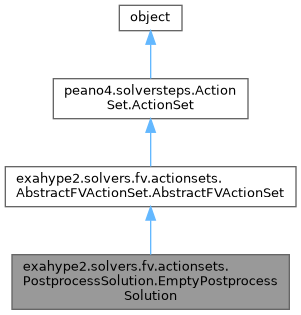 object
peano4.solversteps.Action
Set.ActionSet
exahype2.solvers.fv.actionsets.
AbstractFVActionSet.AbstractFVActionSet
exahype2.solvers.fv.actionsets.
PostprocessSolution.EmptyPostprocess
Solution